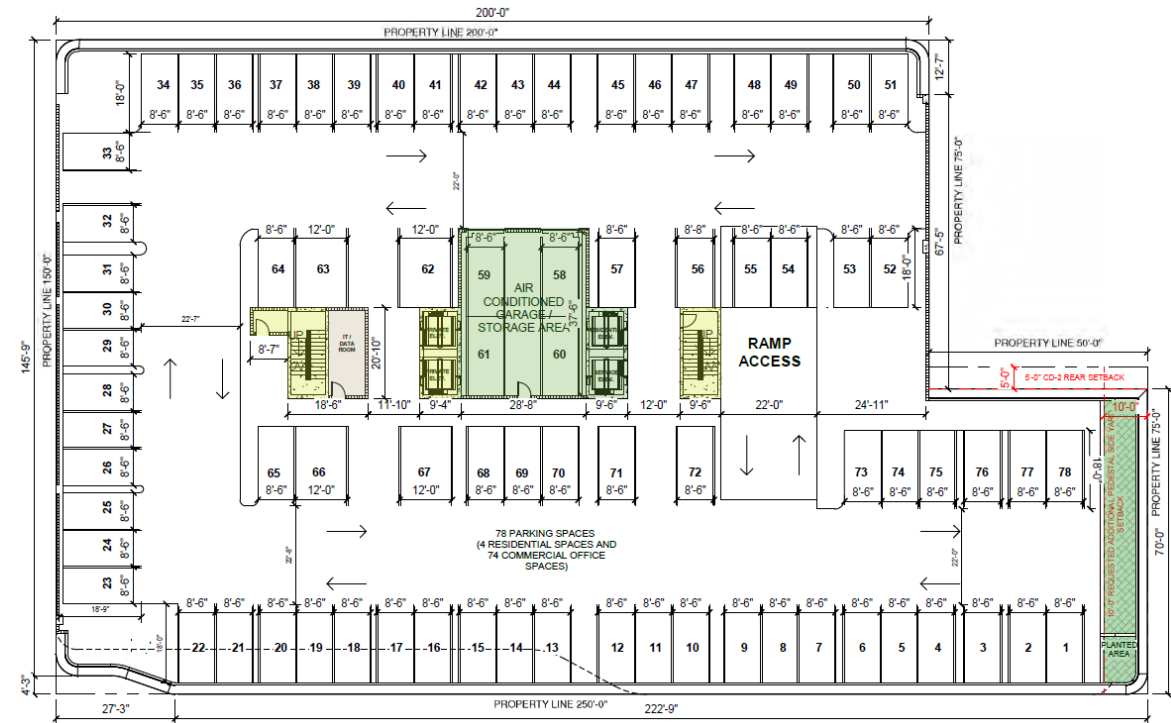 200'-0"
PROPERTY LINE 200'-0"
34 35 36 37 38 39 40 41 42 43 44 45 46 47 48 49 50 51
8'-6" 8'-6" 8'-6" 8'-6" 8'-6" 8'-6" 8'-6" 8'-6" 8'-6" 8'-6" 8'-6" 8'-6" 8'-6" 8'-6" 8'-6" 8'-6" 8'-6" 8'-6"
18'-0"
12'-7"
33 8'-6"
22'-0"
PROPERTY LINE 75'-0"
67'-5"
32 8'-6"
8'-6" 12'-0" 12'-0" 8'-6" 8'-6" 8'-6" 8'-8" 8'-6" 8'-6" 8'-6" 8'-6"
64 63 62 59 58 57 56 55 54 53 52
18'-0"
31 8'-6"
AIR
CONDITIONED
GARAGE /
STORAGE AREA
37'-6"
30 8'-6"
22'-7"
PROPERTY LINE 150'-0"
145'-9"
29 8'-6"
UP
IT /
DATA
ROOM
PRIVATE
ELEV.
SERVICE
ELEV.
UP
RAMP
ACCESS
PROPERTY LINE 50'-0"
8'-7"
20'-10"
61 60
28 8'-6"
5'-0"
5'-0" CD-2 REAR SETBACK
18'-6" 11'-10" 9'-4" 28'-8" 9'-6" 12'-0" 9'-6" 22'-0" 24'-11"
10'-0"
27 8'-6"
26 8'-6"
65 66 67 68 69 70 71 72 73 74 75 76 77 78
8'-6" 12'-0" 12'-0" 8'-6" 8'-6" 8'-6" 8'-6" 8'-6" 8'-6" 8'-6" 8'-6" 8'-6" 8'-6" 8'-6"
18'-0"
10'-0" REQUESTED ADDITIONAL PEDESTAL SIDE YARD
SETBACK
PROPERTY LINE 75'-0"
70'-0"
25 8'-6"
24 8'-6"
23 8'-6"
78 PARKING SPACES
(4 RESIDENTIAL SPACES AND
74 COMMERCIAL OFFICE
SPACES)
22'-8"
22'-0"
18'-9"
8'-6" 8'-6" 8'-6" 8'-6" 8'-6" 8'-6" 8'-6" 8'-6" 8'-6" 8'-6" 8'-6" 8'-6" 8'-6" 8'-6" 8'-6" 8'-6" 8'-6" 8'-6" 8'-6" 8'-6" 8'-6" 8'-6"
18'-0"
22 21 20 19 18 17 16 15 14 13 12 11 10 9 8 7 6 5 4 3 2 1
PLANTED
AREA
4'-3"
27'-3"
PROPERTY LINE 250'-0"
222'-9"